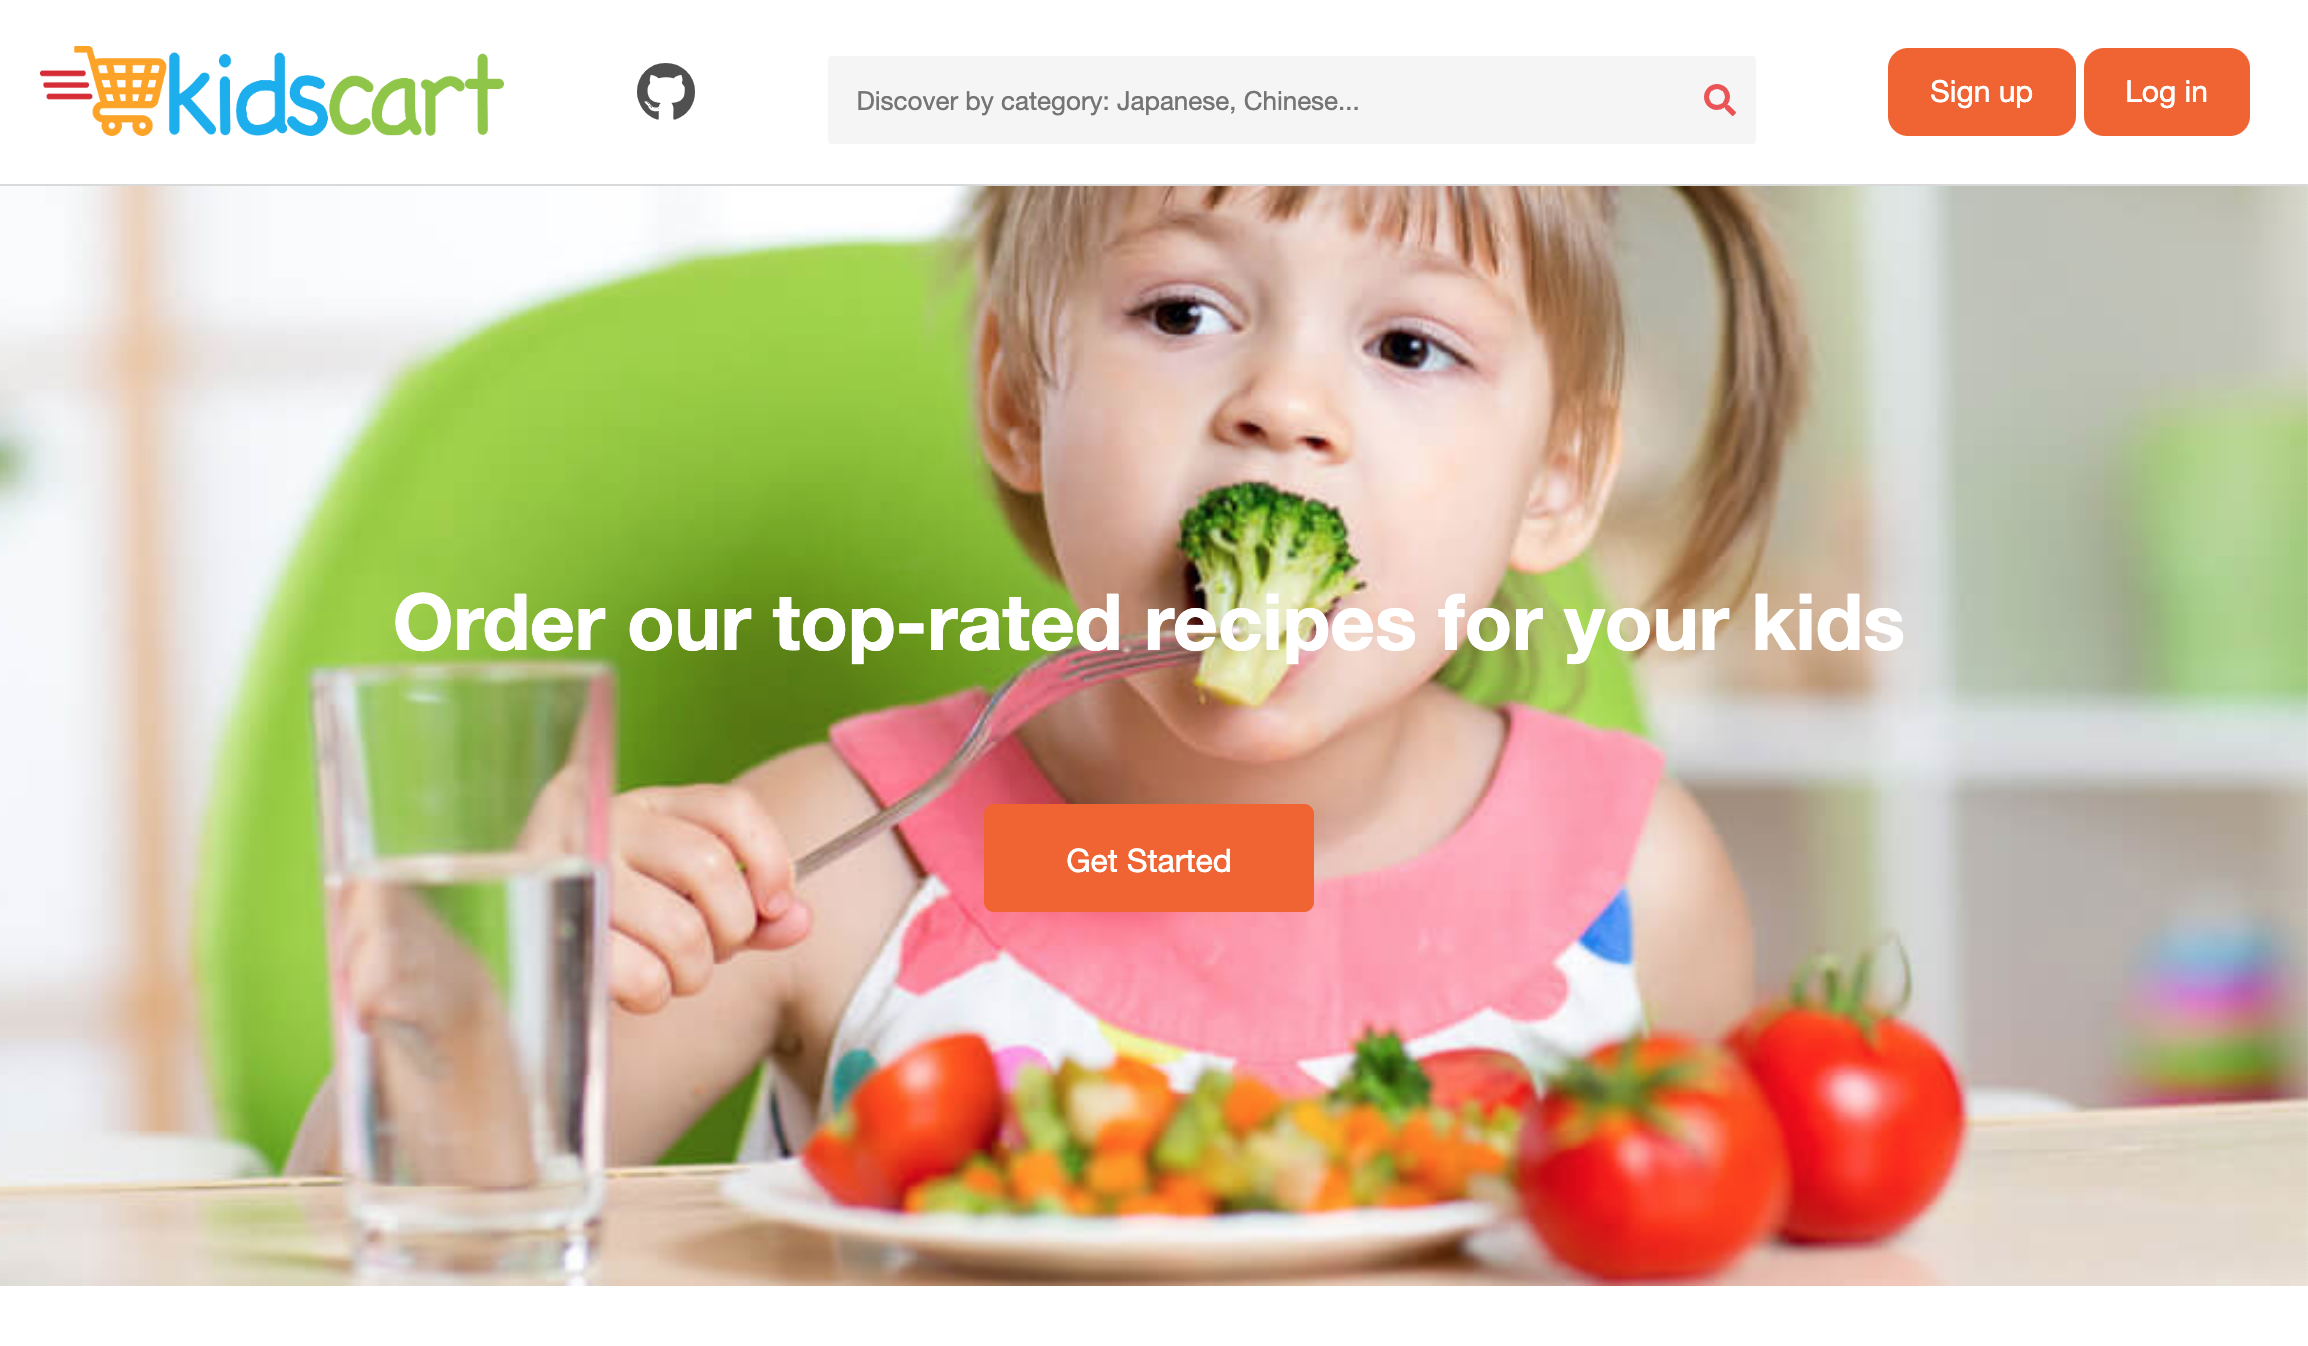 kidscart
Discover by category: Japanese, Chinese...
Sign up
Log in
Order our top-rated recipes for your kids
Get Started